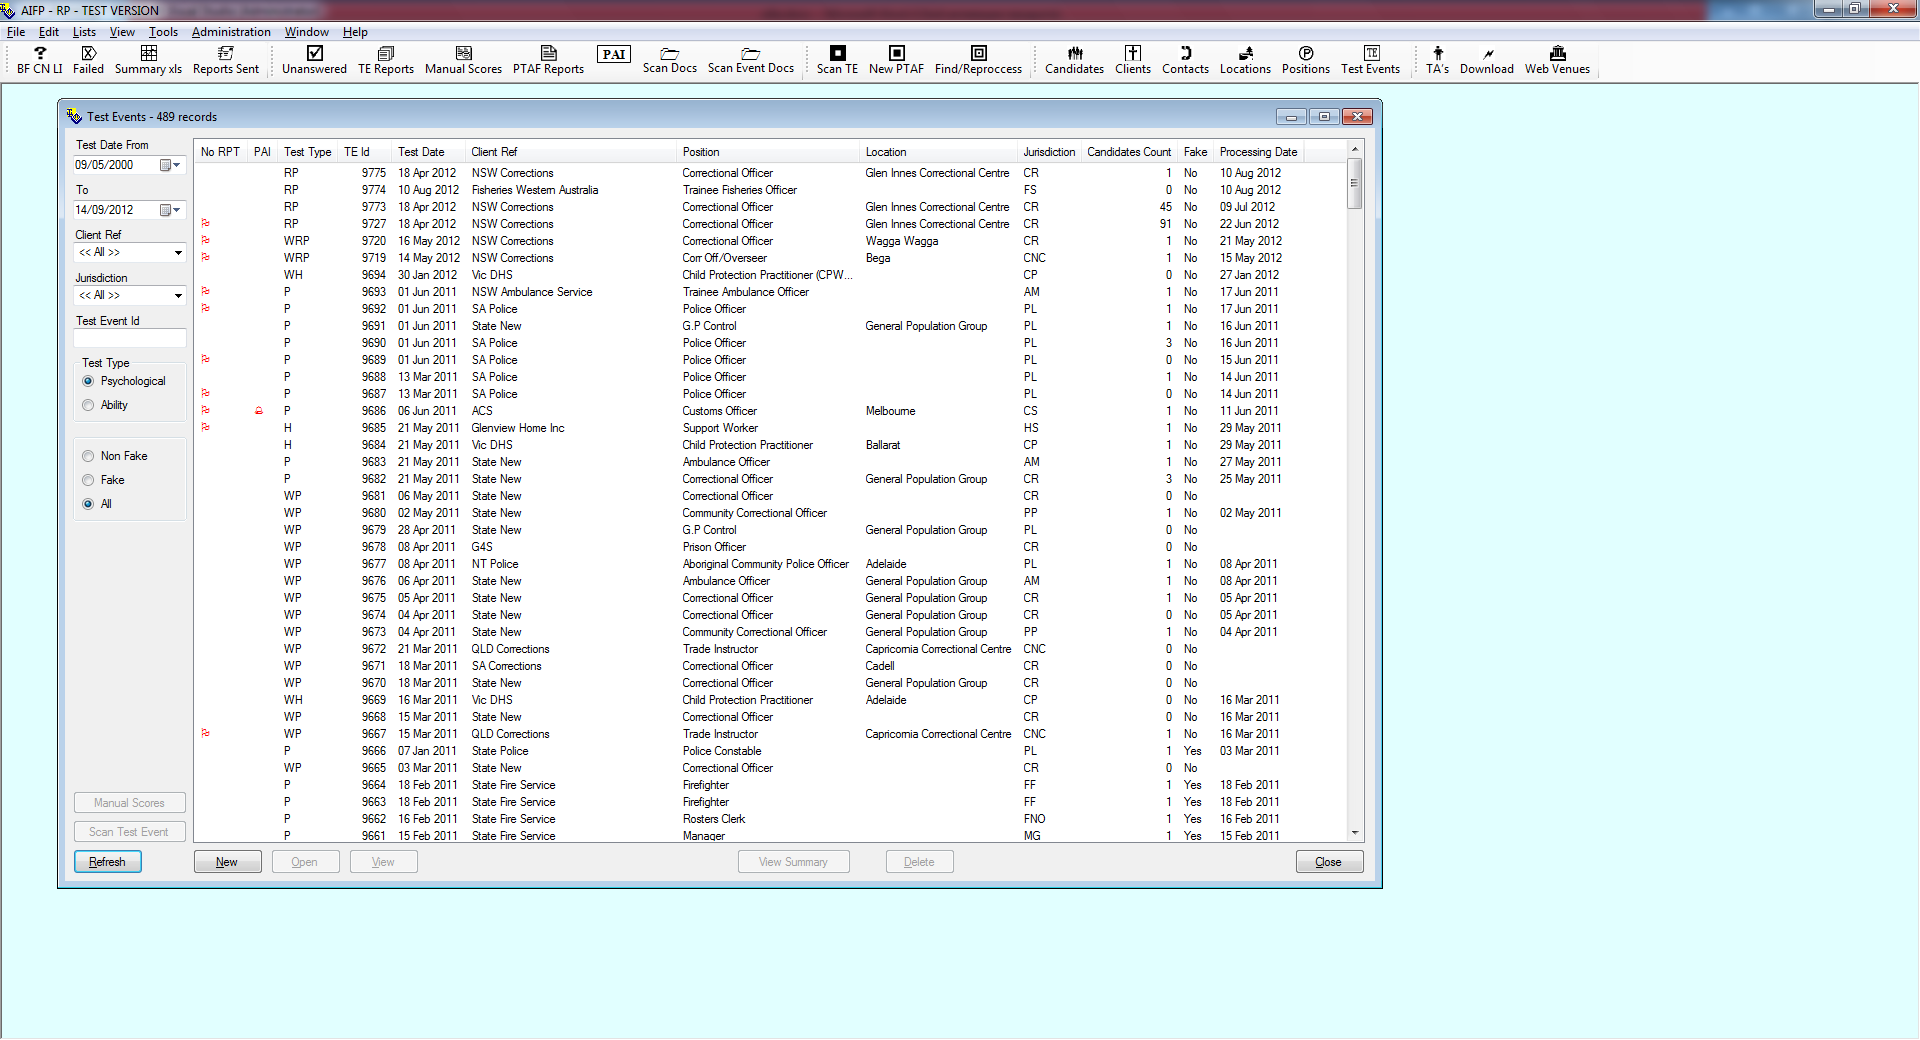 AIFP - RP - TEST VERSION
File Edit Lists View Tools Administration Window Help
BF CN LI Failed Summary xls Reports Sent Unanswered TE Reports Manual Scores PTAF Reports PAI Scan Docs Scan Event Docs Scan TE New PTAF Find/Reproccess Candidates Clients Contacts Locations Positions Test Events TA's Download Web Venues
Test Events - 489 records
Test Date From
09/05/2000
To
14/09/2012
Client Ref
<< All >>
Jurisdiction
<< All >>
Test Event Id
Test Type
Psychological
Ability
Non Fake
Fake
All
Manual Scores
Scan Test Event
Refresh
No RPT PAI Test Type TE Id Test Date Client Ref Position Location Jurisdiction Candidates Count Fake Processing Date
RP 9775 18 Apr 2012 NSW Corrections Correctional Officer Glen Innes Correctional Centre CR 1 No 10 Aug 2012
RP 9774 10 Aug 2012 Fisheries Western Australia Trainee Fisheries Officer FS 0 No 10 Aug 2012
RP 9773 18 Apr 2012 NSW Corrections Correctional Officer Glen Innes Correctional Centre CR 45 No 09 Jul 2012
RP 9727 18 Apr 2012 NSW Corrections Correctional Officer Glen Innes Correctional Centre CR 91 No 22 Jun 2012
WRP 9720 16 May 2012 NSW Corrections Correctional Officer Wagga Wagga CR 1 No 21 May 2012
WRP 9719 14 May 2012 NSW Corrections Corr Off/Overseer Bega CNC 1 No 15 May 2012
WH 9694 30 Jan 2012 Vic DHS Child Protection Practitioner (CPW... CP 0 No 27 Jan 2012
P 9693 01 Jun 2011 NSW Ambulance Service Trainee Ambulance Officer AM 1 No 17 Jun 2011
P 9692 01 Jun 2011 SA Police Police Officer PL 1 No 17 Jun 2011
P 9691 01 Jun 2011 State New G.P Control General Population Group PL 1 No 16 Jun 2011
P 9690 01 Jun 2011 SA Police Police Officer PL 3 No 16 Jun 2011
P 9689 01 Jun 2011 SA Police Police Officer PL 0 No 15 Jun 2011
P 9688 13 Mar 2011 SA Police Police Officer PL 1 No 14 Jun 2011
P 9687 13 Mar 2011 SA Police Police Officer PL 0 No 14 Jun 2011
P 9686 06 Jun 2011 ACS Customs Officer Melbourne CS 1 No 11 Jun 2011
H 9685 21 May 2011 Glenview Home Inc Support Worker HS 1 No 29 May 2011
H 9684 21 May 2011 Vic DHS Child Protection Practitioner Ballarat CP 1 No 29 May 2011
P 9683 21 May 2011 State New Ambulance Officer AM 1 No 27 May 2011
P 9682 21 May 2011 State New Correctional Officer General Population Group CR 3 No 25 May 2011
WP 9681 06 May 2011 State New Correctional Officer CR 0 No
WP 9680 02 May 2011 State New Community Correctional Officer PP 1 No 02 May 2011
WP 9679 28 Apr 2011 State New G.P Control General Population Group PL 0 No
WP 9678 08 Apr 2011 G4S Prison Officer CR 0 No
WP 9677 08 Apr 2011 NT Police Aboriginal Community Police Officer Adelaide PL 1 No 08 Apr 2011
WP 9676 06 Apr 2011 State New Ambulance Officer General Population Group AM 1 No 08 Apr 2011
WP 9675 05 Apr 2011 State New Correctional Officer General Population Group CR 1 No 05 Apr 2011
WP 9674 04 Apr 2011 State New Correctional Officer General Population Group CR 0 No 05 Apr 2011
WP 9673 04 Apr 2011 State New Community Correctional Officer General Population Group PP 1 No 04 Apr 2011
WP 9672 21 Mar 2011 QLD Corrections Trade Instructor Capricornia Correctional Centre CNC 0 No
WP 9671 18 Mar 2011 SA Corrections Correctional Officer Cadell CR 0 No
WP 9670 18 Mar 2011 State New Correctional Officer General Population Group CR 0 No
WH 9669 16 Mar 2011 Vic DHS Child Protection Practitioner Adelaide CP 0 No 16 Mar 2011
WP 9668 15 Mar 2011 State New Correctional Officer CR 0 No 16 Mar 2011
WP 9667 15 Mar 2011 QLD Corrections Trade Instructor Capricornia Correctional Centre CNC 1 No 16 Mar 2011
P 9666 07 Jan 2011 State Police Police Constable PL 1 Yes 03 Mar 2011
WP 9665 03 Mar 2011 State New Correctional Officer CR 0 No
P 9664 18 Feb 2011 State Fire Service Firefighter FF 1 Yes 18 Feb 2011
P 9663 18 Feb 2011 State Fire Service Firefighter FF 1 Yes 18 Feb 2011
P 9662 16 Feb 2011 State Fire Service Rosters Clerk FNO 1 Yes 16 Feb 2011
P 9661 15 Feb 2011 State Fire Service Manager MG 1 Yes 15 Feb 2011
New Open View View Summary Delete Close